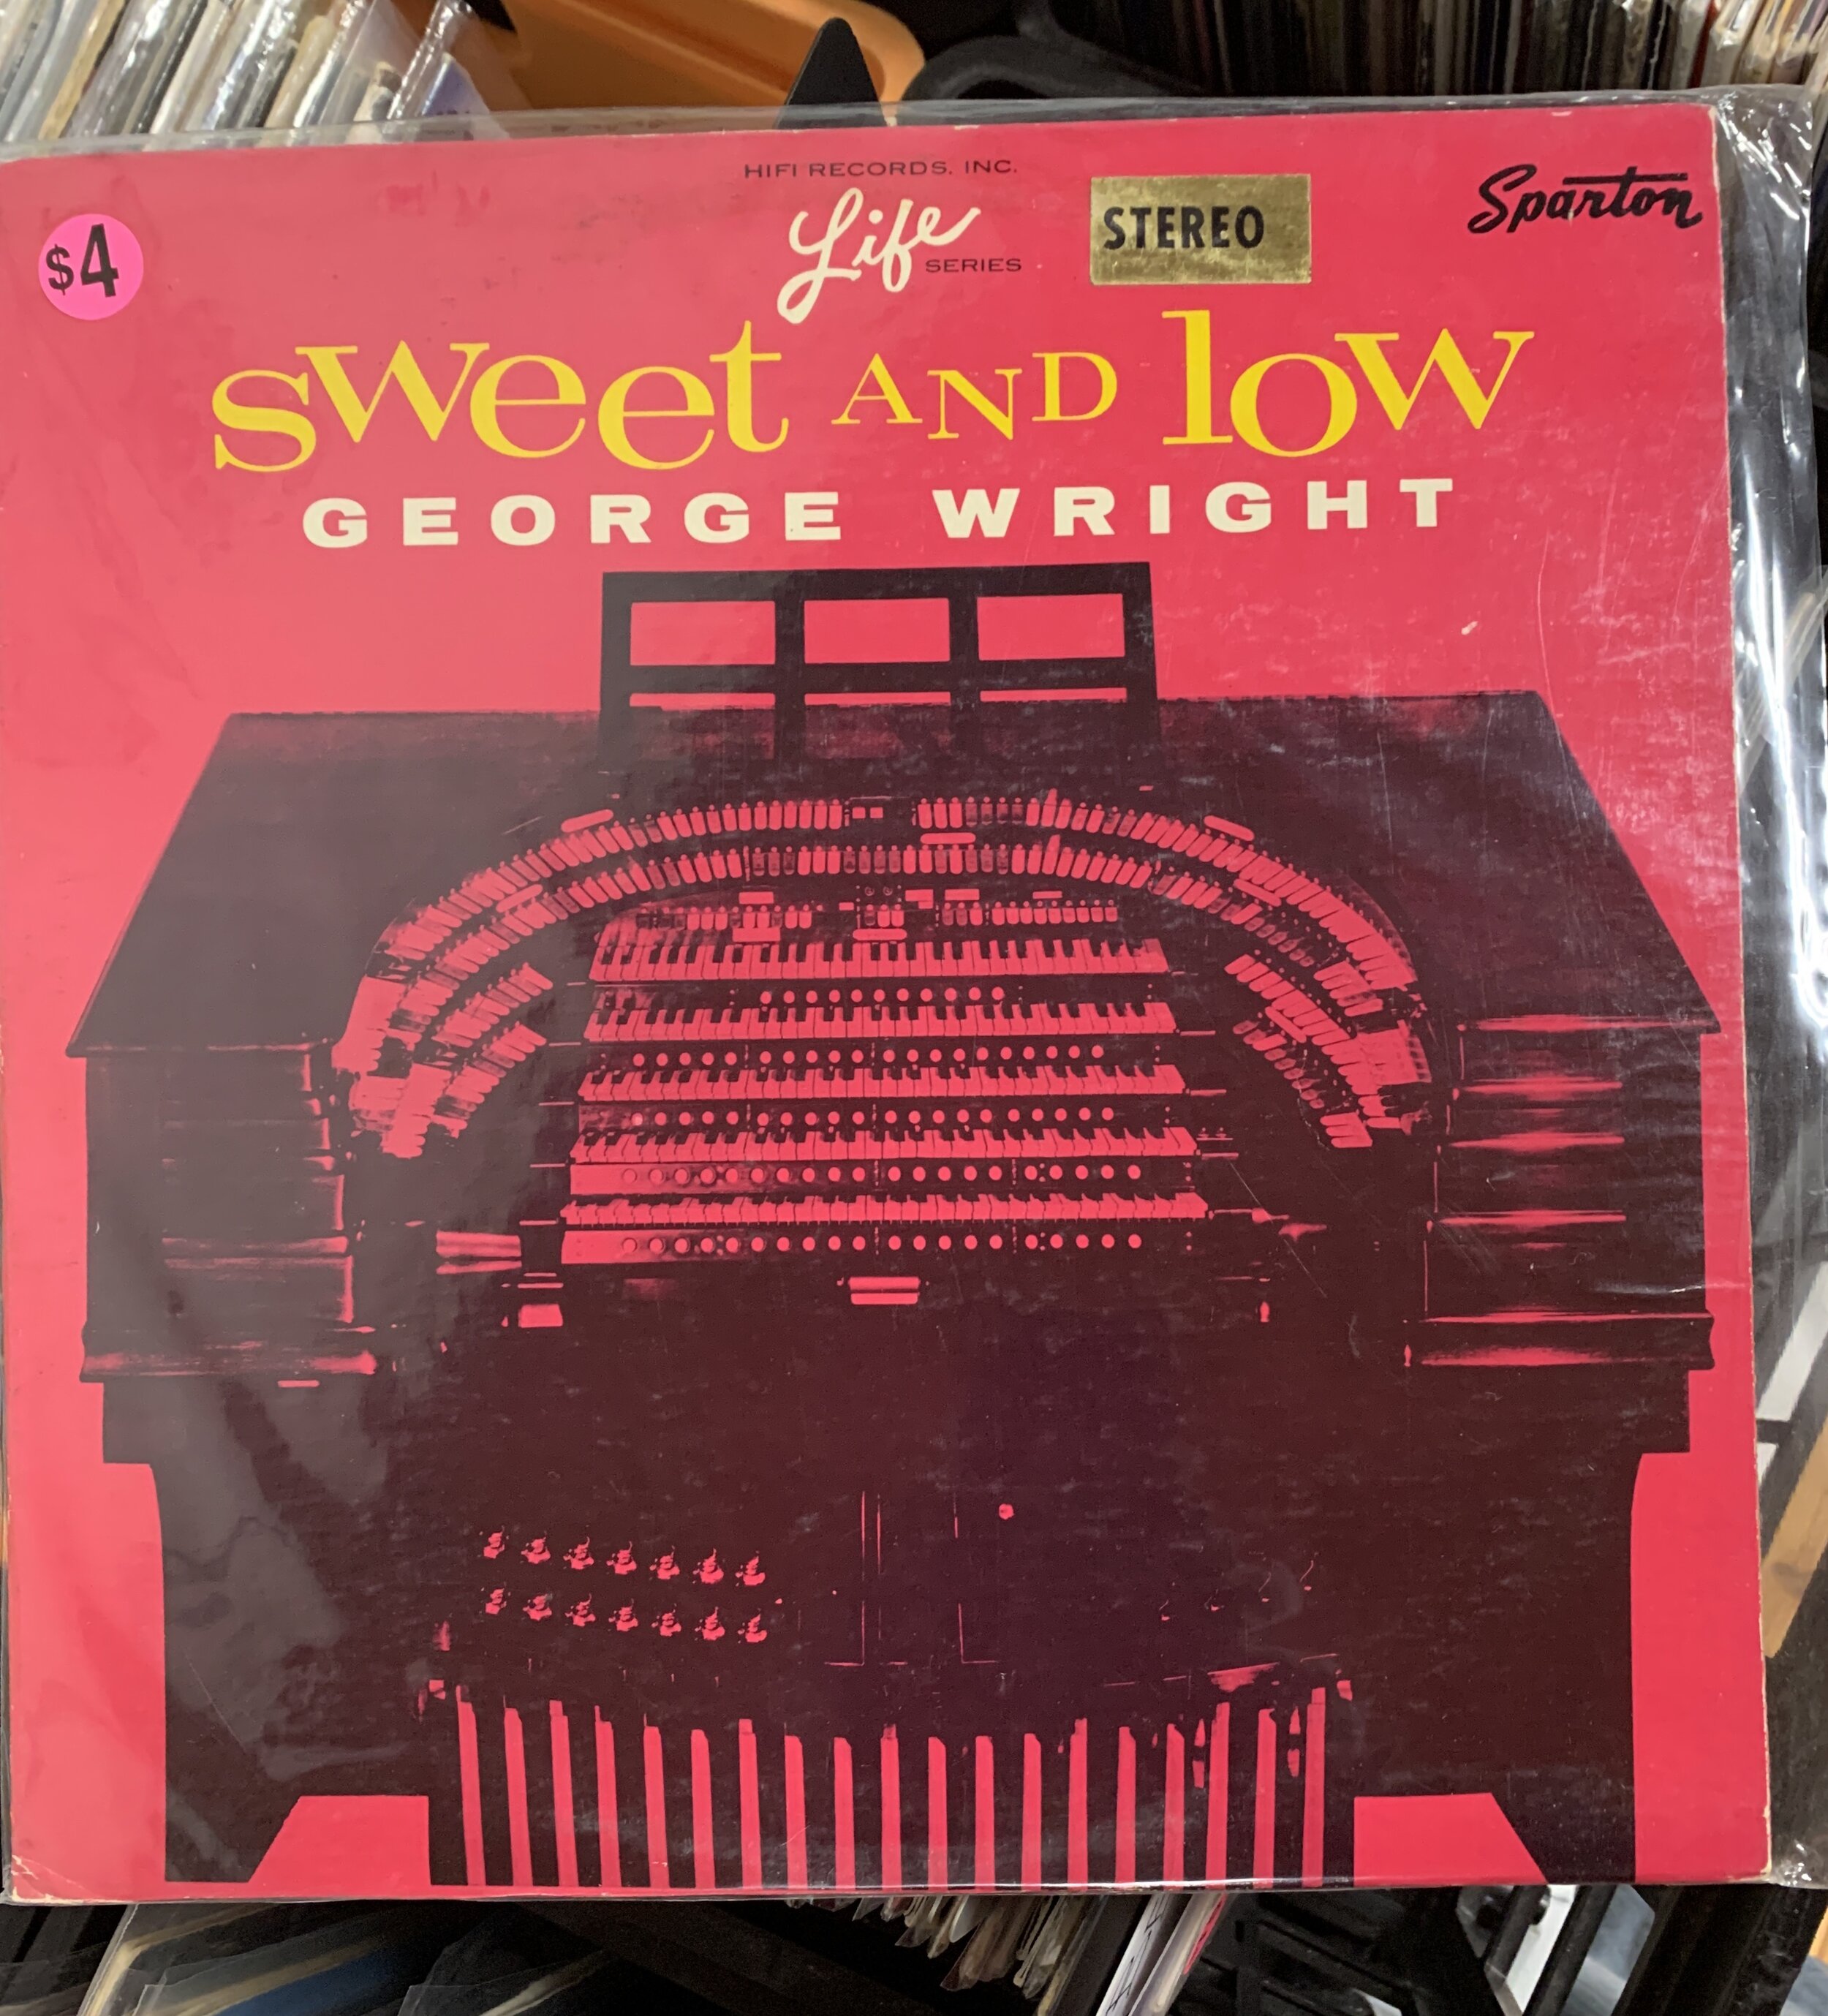 HIFI RECORDS, INC.
Life
SERIES
STEREO
Sparton
$4
sweet AND low
GEORGE WRIGHT